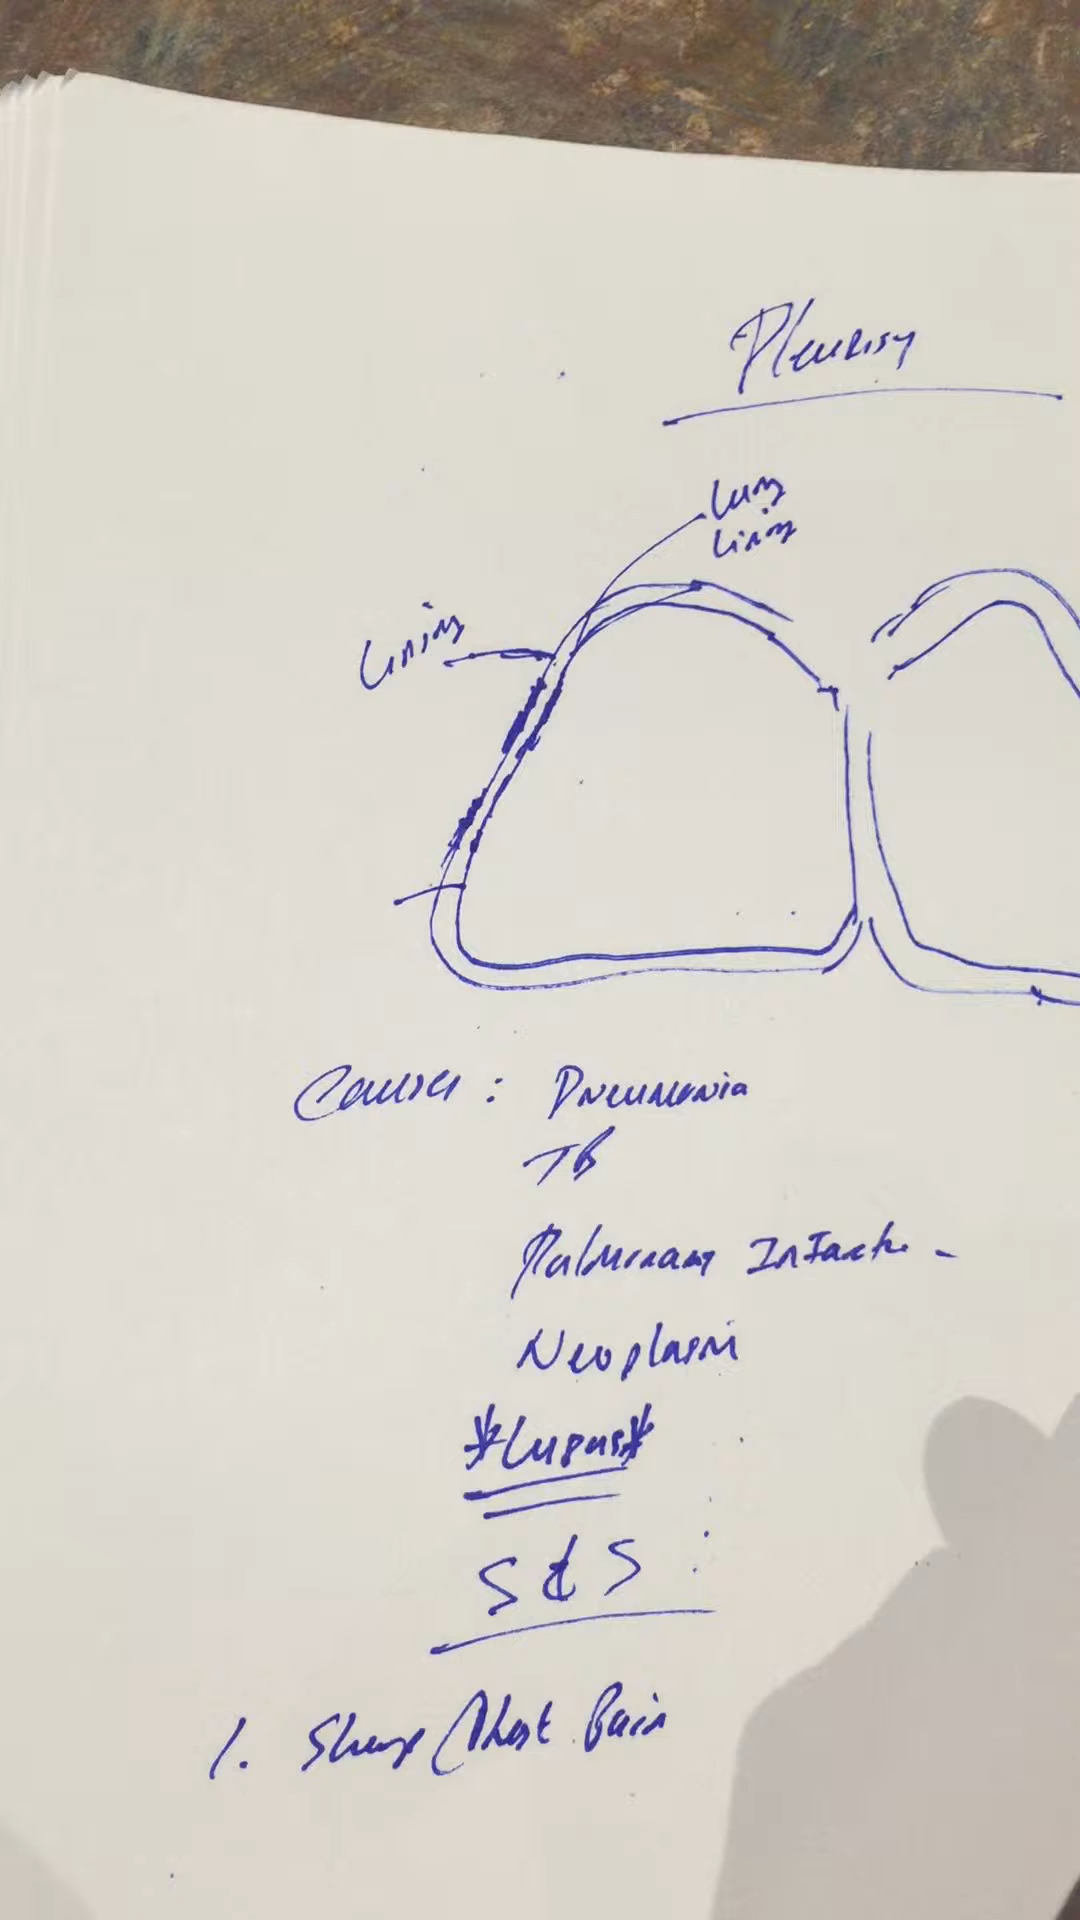 Pleurisy
Lung
Lining
Lining
Causes: Pneumonia
TB
Pulmonary Infarct. -
Neoplasm
*Lupus*
S & S :
1. Sharp Chest Pain